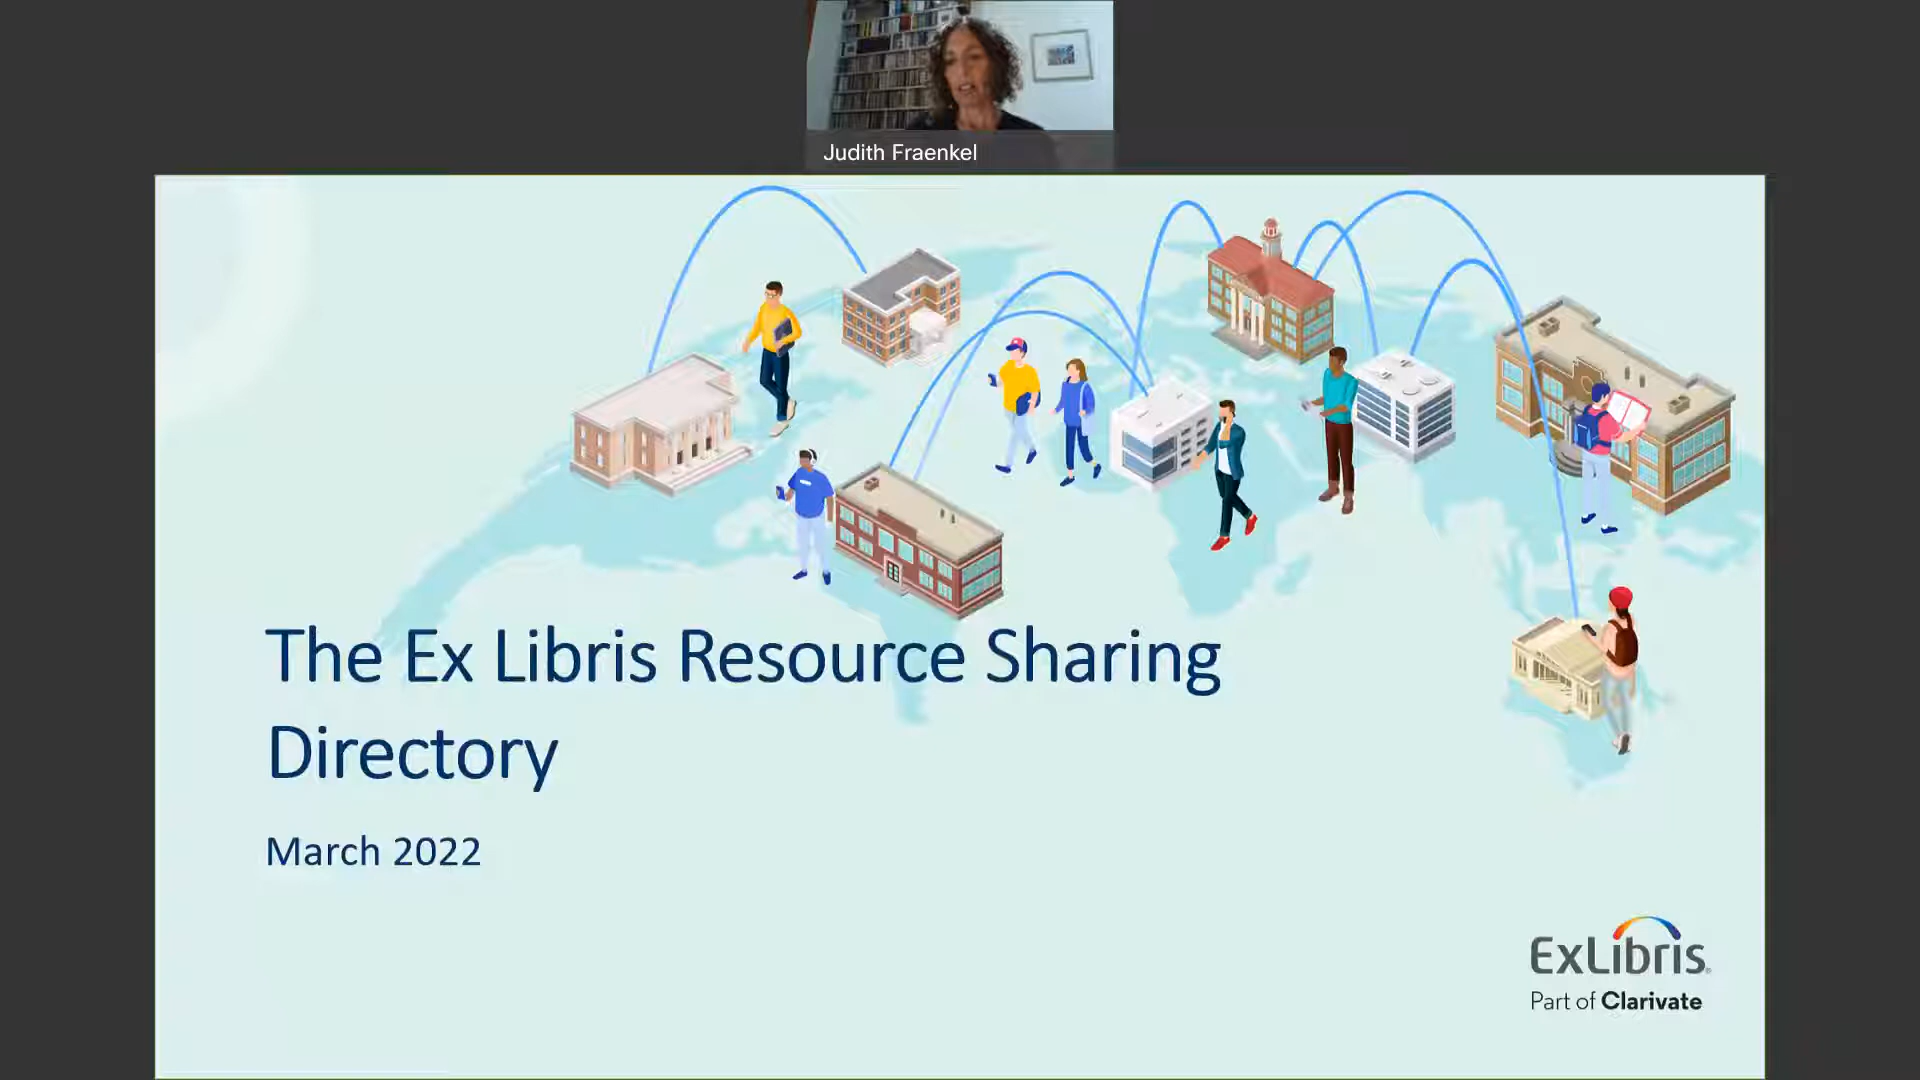 Judith Fraenkel
The Ex Libris Resource Sharing
Directory
March 2022
ExLibris®
Part of Clarivate